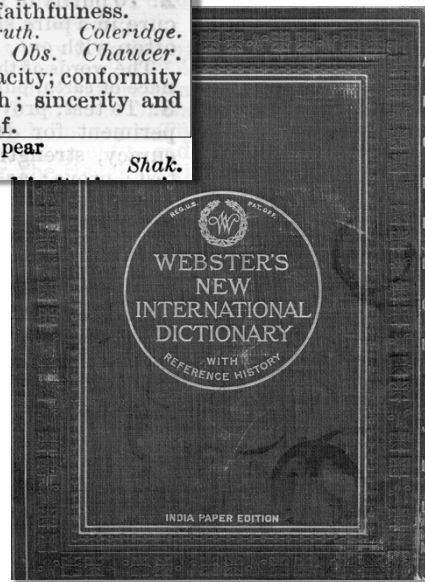 faithfulness.
ruth. Coleridge.
Obs. Chaucer.
acity; conformity
h; sincerity and
f.
pear
Shak.
REG. U.S. PAT. OFF.
W
WEBSTER'S
NEW
INTERNATIONAL
DICTIONARY
WITH
REFERENCE HISTORY
INDIA PAPER EDITION